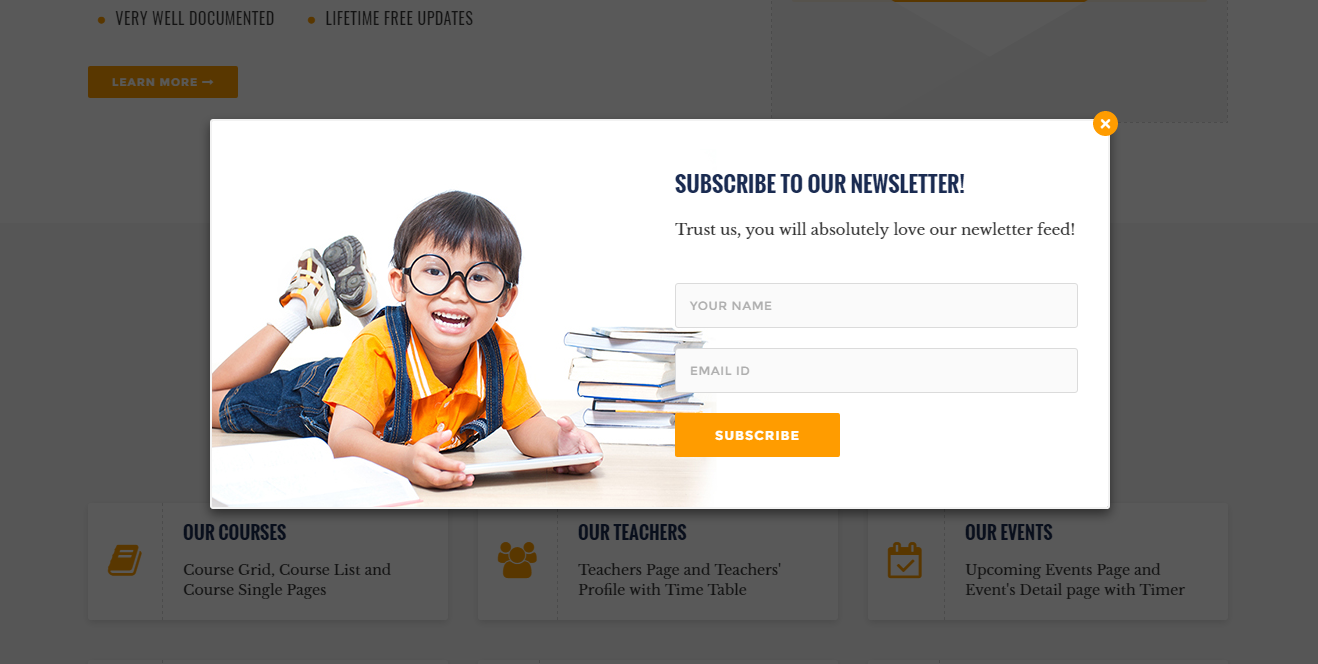 VERY WELL DOCUMENTED
LIFETIME FREE UPDATES
LEARN MORE
SUBSCRIBE TO OUR NEWSLETTER!
Trust us, you will absolutely love our newletter feed!
YOUR NAME
EMAIL ID
SUBSCRIBE
OUR COURSES
Course Grid, Course List and
Course Single Pages
OUR TEACHERS
Teachers Page and Teachers'
Profile with Time Table
OUR EVENTS
Upcoming Events Page and
Event's Detail page with Timer